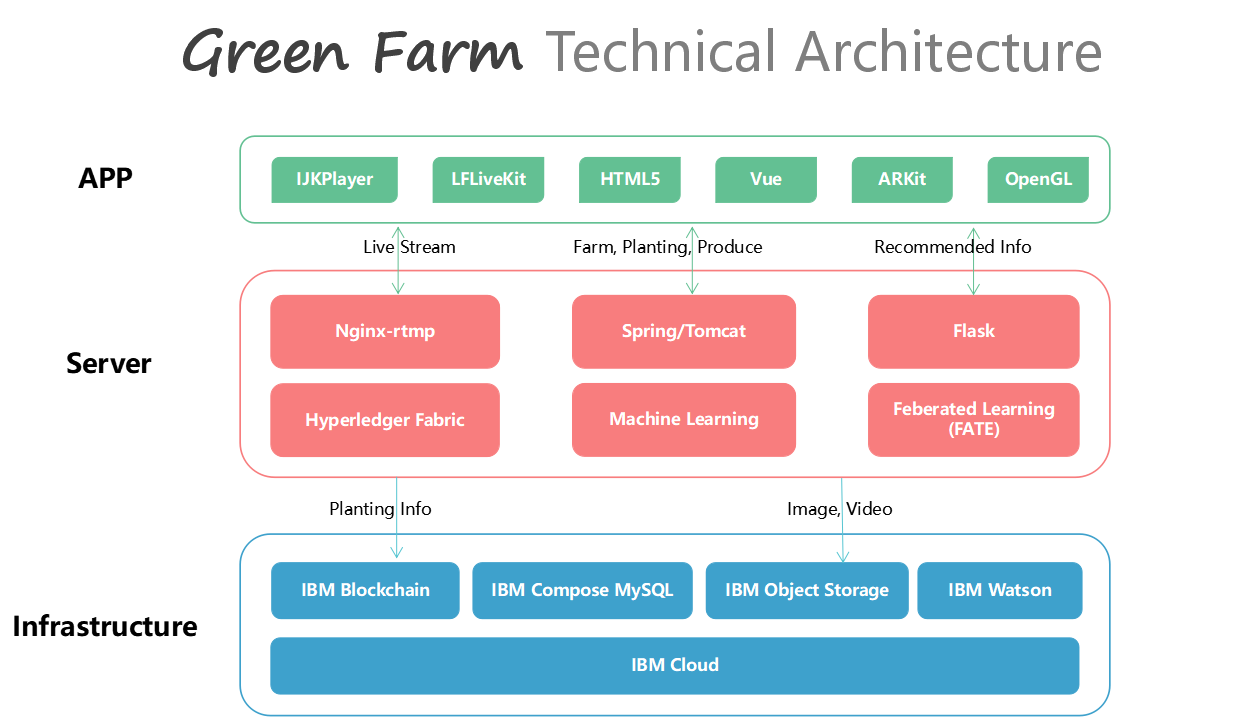 Green Farm Technical Architecture
APP
IJKPlayer
LFLiveKit
HTML5
Vue
ARKit
OpenGL
Live Stream
Farm, Planting, Produce
Recommended Info
Server
Nginx-rtmp
Spring/Tomcat
Flask
Hyperledger Fabric
Machine Learning
Feberated Learning
(FATE)
Planting Info
Image, Video
Infrastructure
IBM Blockchain
IBM Compose MySQL
IBM Object Storage
IBM Watson
IBM Cloud